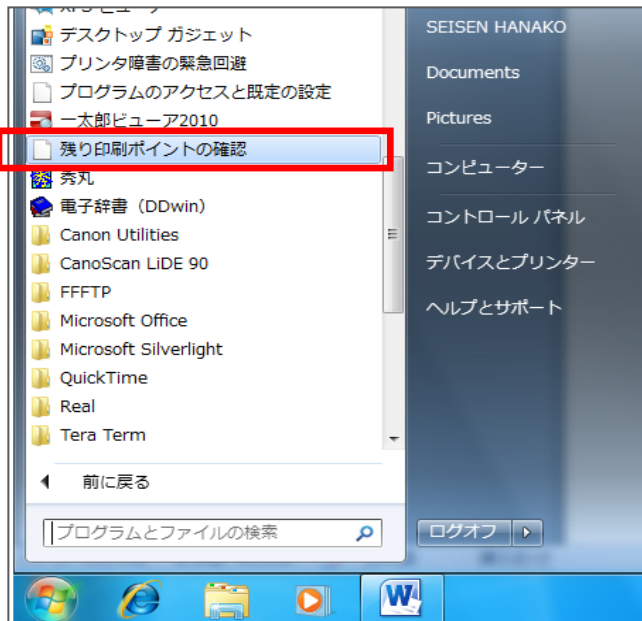 デスクトップ ガジェット
プリンタ障害の緊急回避
プログラムのアクセスと既定の設定
一太郎ビューア2010
残り印刷ポイントの確認
秀丸
電子辞書（DDwin）
Canon Utilities
CanoScan LiDE 90
FFFTP
Microsoft Office
Microsoft Silverlight
QuickTime
Real
Tera Term
前に戻る
プログラムとファイルの検索
SEISEN HANAKO
Documents
Pictures
コンピューター
コントロール パネル
デバイスとプリンター
ヘルプとサポート
ログオフ